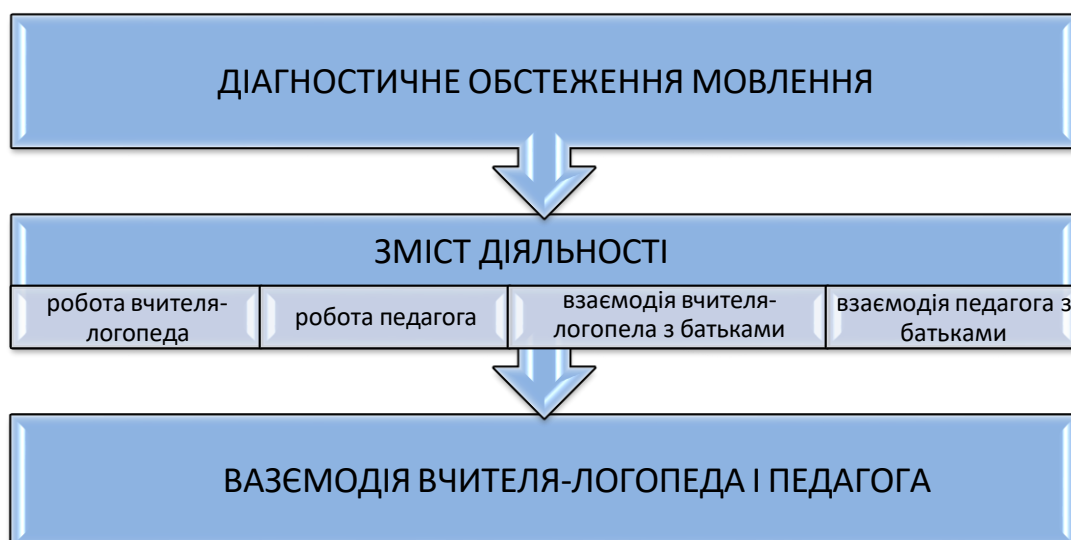 ДІАГНОСТИЧНЕ ОБСТЕЖЕННЯ МОВЛЕННЯ
ЗМІСТ ДІЯЛЬНОСТІ
робота вчителя-
логопеда
робота педагога
взаємодія вчителя-
логопела з батьками
взаємодія педагога з
батьками
ВАЗЄМОДІЯ ВЧИТЕЛЯ-ЛОГОПЕДА І ПЕДАГОГА